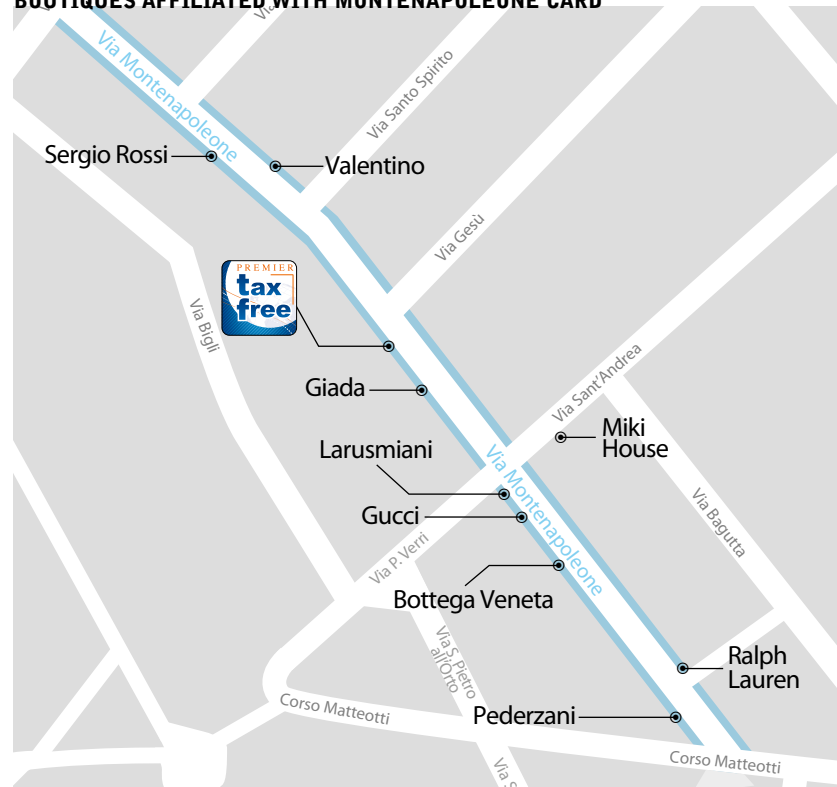 BOUTIQUES AFFILIATED WITH MONTENAPOLEONE CARD
Via Montenapoleone
Via Santo Spirito
Sergio Rossi
Valentino
Via Gesù
PREMIER
tax
free
Via Bigli
Giada
Via Sant'Andrea
Miki
House
Larusmiani
Via Montenapoleone
Gucci
Via Bagutta
Via P. Verri
Bottega Veneta
Via S. Pietro
all'Orto
Ralph
Lauren
Corso Matteotti
Pederzani
Corso Matteotti
Via S